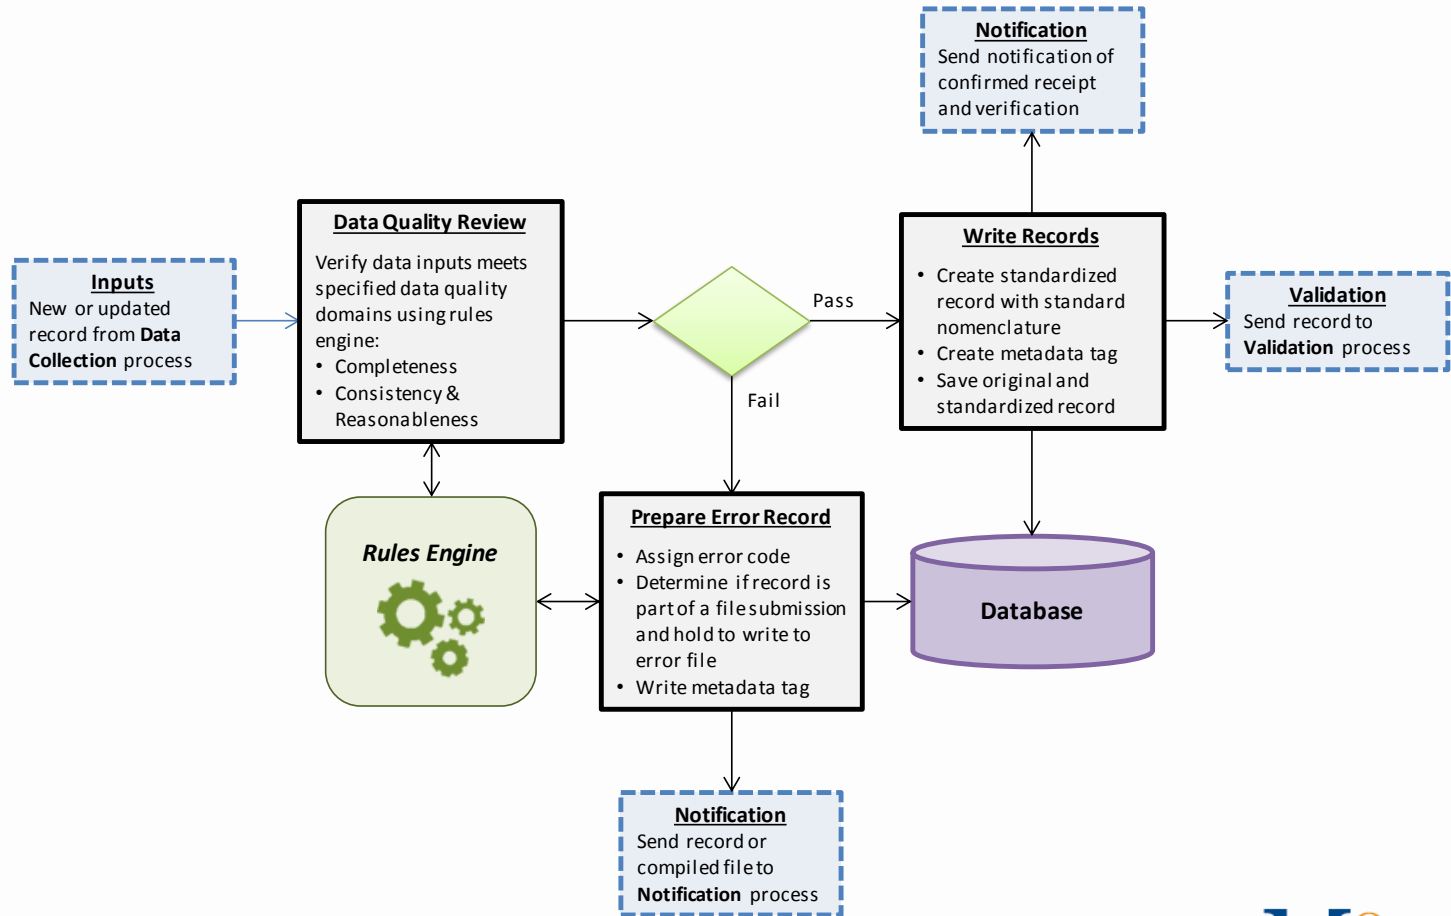 Notification
Send notification of
confirmed receipt
and verification
Data Quality Review
Verify data inputs meets
specified data quality
domains using rules
engine:
• Completeness
• Consistency &
Reasonableness
Inputs
New or updated
record from Data
Collection process
Pass
Fail
Write Records
• Create standardized
record with standard
nomenclature
• Create metadata tag
• Save original and
standardized record
Validation
Send record to
Validation process
Rules Engine
Prepare Error Record
• Assign error code
• Determine if record is
part of a file submission
and hold to write to
error file
• Write metadata tag
Database
Notification
Send record or
compiled file to
Notification process